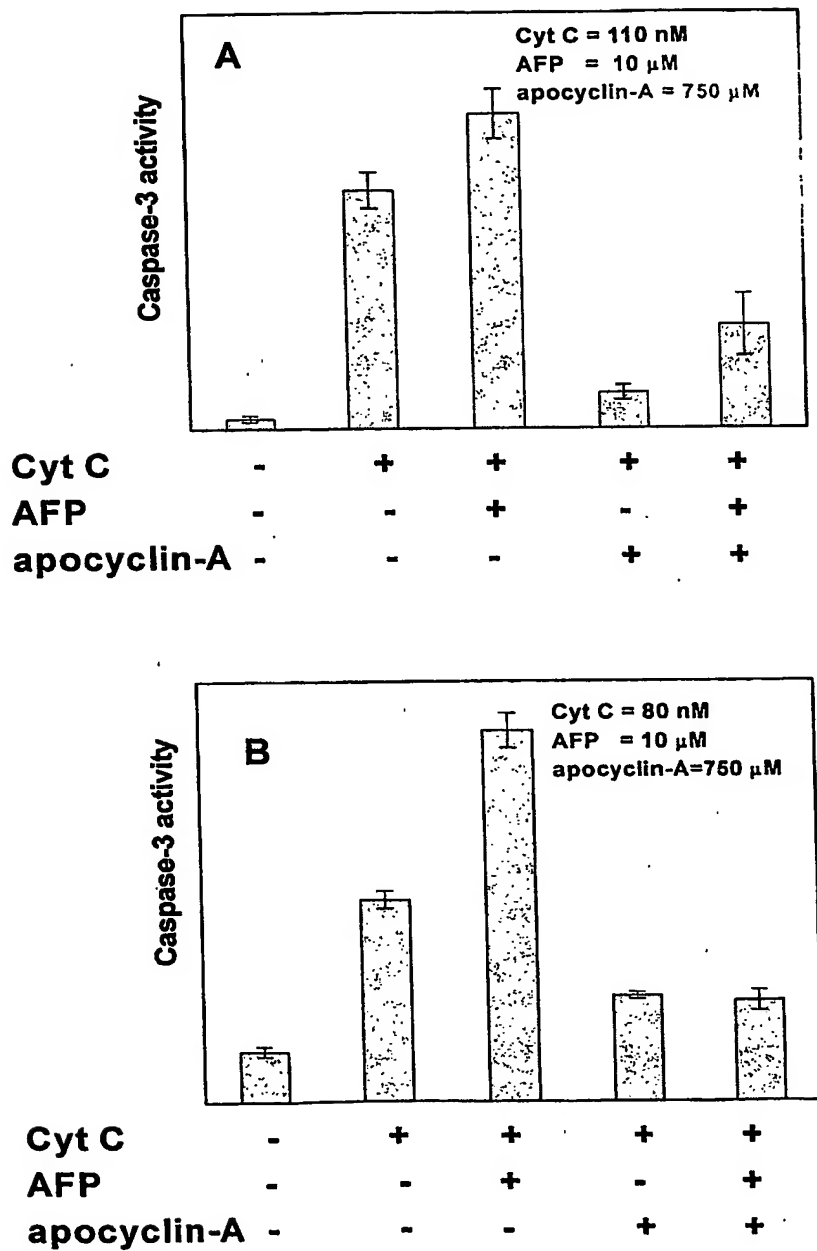 A
Cyt C = 110 nM
AFP = 10 µM
apocyclin-A = 750 µM
Caspase-3 activity
Cyt C - + + + +
AFP - - + - +
apocyclin-A - - - + +
B
Cyt C = 80 nM
AFP = 10 µM
apocyclin-A=750 µM
Caspase-3 activity
Cyt C - + + + +
AFP - - + - +
apocyclin-A - - - + +